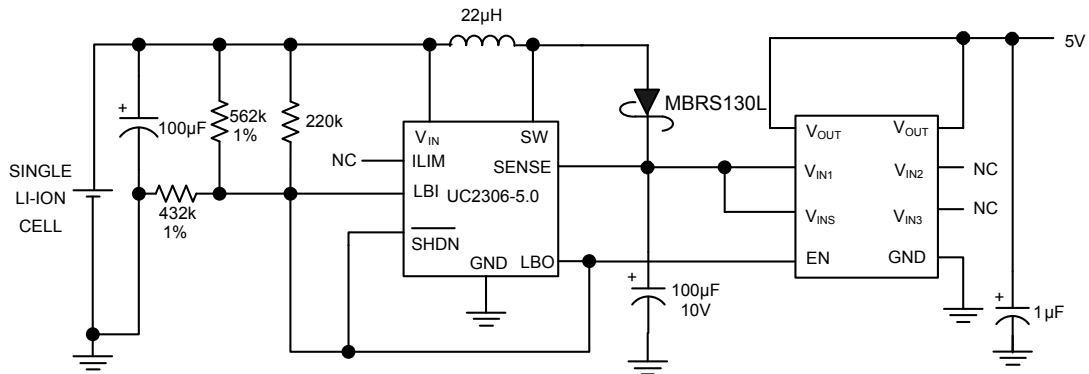 22µH
5V
+
100µF
562k
1%
220k
MBRS130L
VIN
SW
VOUT
VOUT
NC
ILIM
SENSE
VIN1
VIN2
NC
SINGLE
LI-ION
CELL
LBI
UC2306-5.0
432k
1%
VINS
VIN3
NC
SHDN
GND
LBO
EN
GND
+
100µF
10V
+
1µF